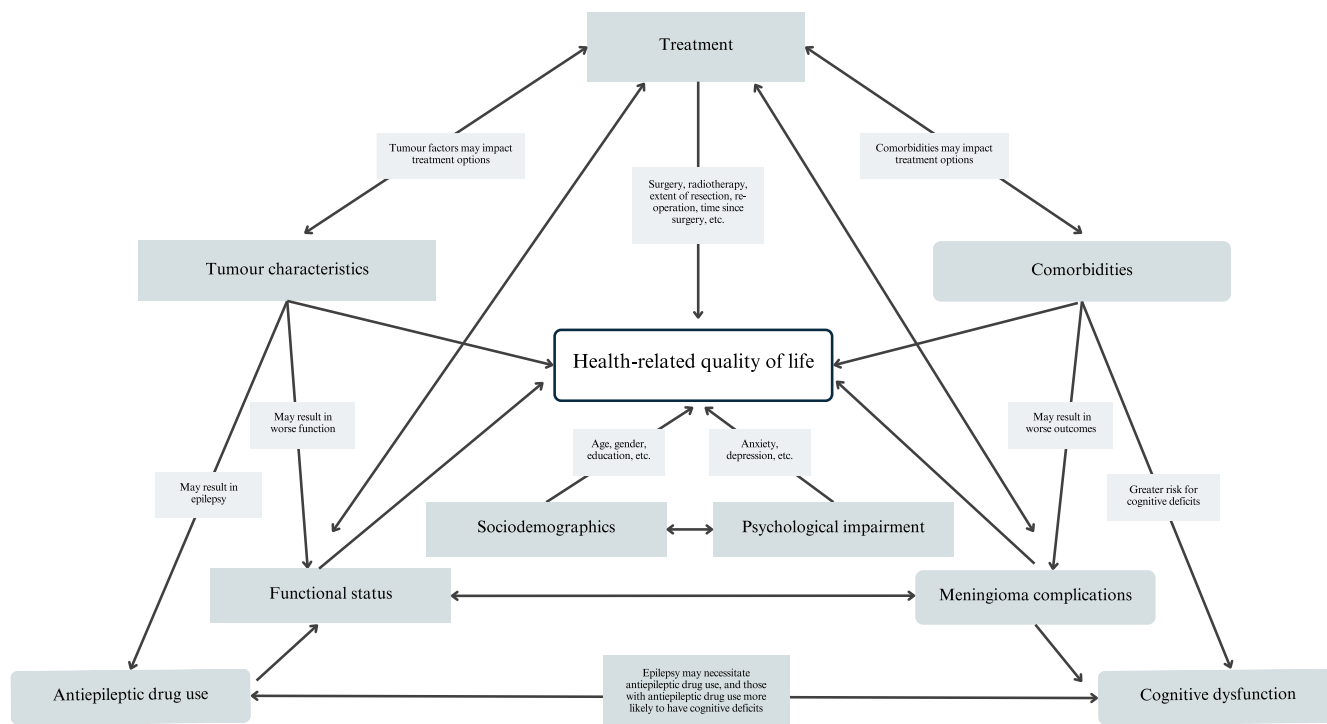 Treatment
Tumour factors may impact
treatment options
Comorbidities may impact
treatment options
Surgery, radiotherapy,
extent of resection, re-
operation, time since
surgery, etc.
Tumour characteristics
Comorbidities
Health-related quality of life
May result in
worse function
Age, gender,
education, etc.
Anxiety,
depression, etc.
May result in
worse outcomes
May result in
epilepsy
Greater risk for
cognitive deficits
Sociodemographics
Psychological impairment
Functional status
Meningioma complications
Antiepileptic drug use
Epilepsy may necessitate
antiepileptic drug use, and those
with antiepileptic drug use more
likely to have cognitive deficits
Cognitive dysfunction